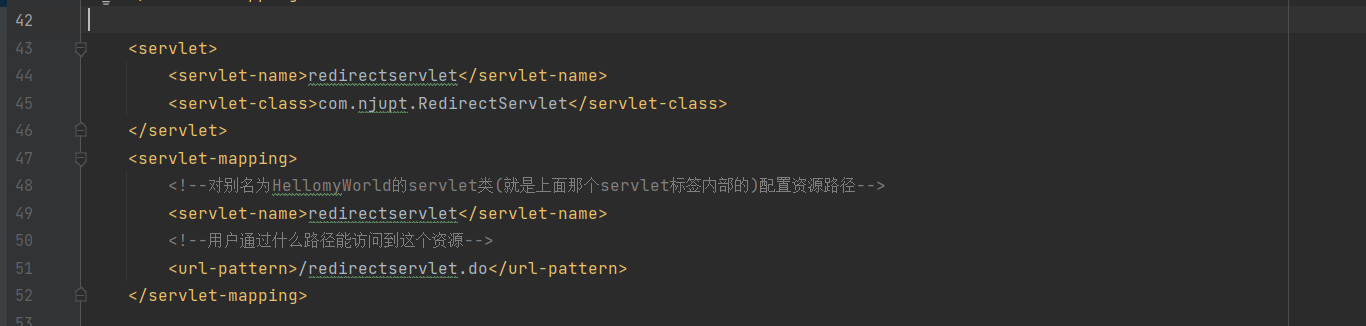 42
43 <servlet>
44 <servlet-name>redirectservlet</servlet-name>
45 <servlet-class>com.njupt.RedirectServlet</servlet-class>
46 </servlet>
47 <servlet-mapping>
48 <!--对别名为HellomyWorld的servlet类(就是上面那个servlet标签内部的)配置资源路径-->
49 <servlet-name>redirectservlet</servlet-name>
50 <!--用户通过什么路径能访问到这个资源-->
51 <url-pattern>/redirectservlet.do</url-pattern>
52 </servlet-mapping>
53